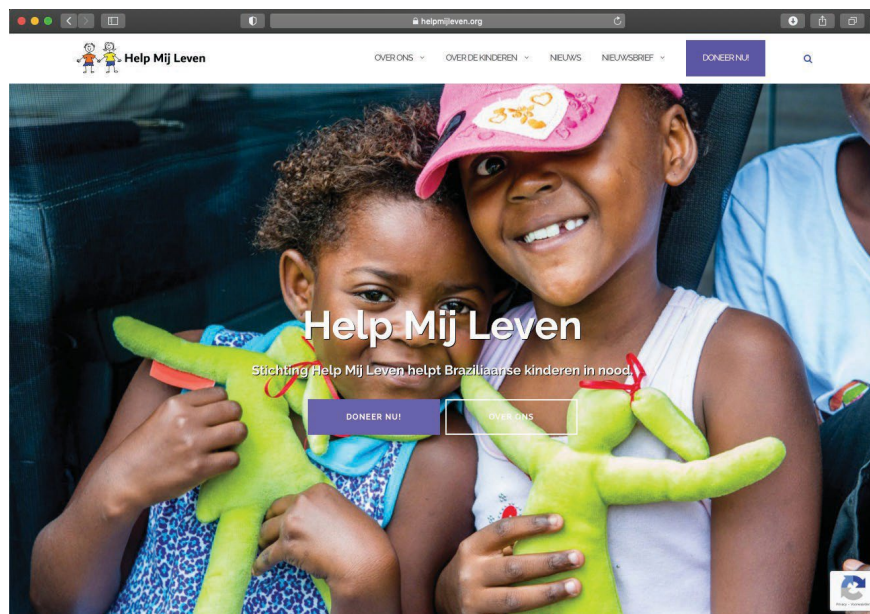 helpmijleven.org
Help Mij Leven
OVER ONS
OVER DE KINDEREN
NIEUWS
NIEUWSBRIEF
DONEER NU!
Help Mij Leven
Stichting Help Mij Leven helpt Braziliaanse kinderen in nood.
DONEER NU!
OVER ONS